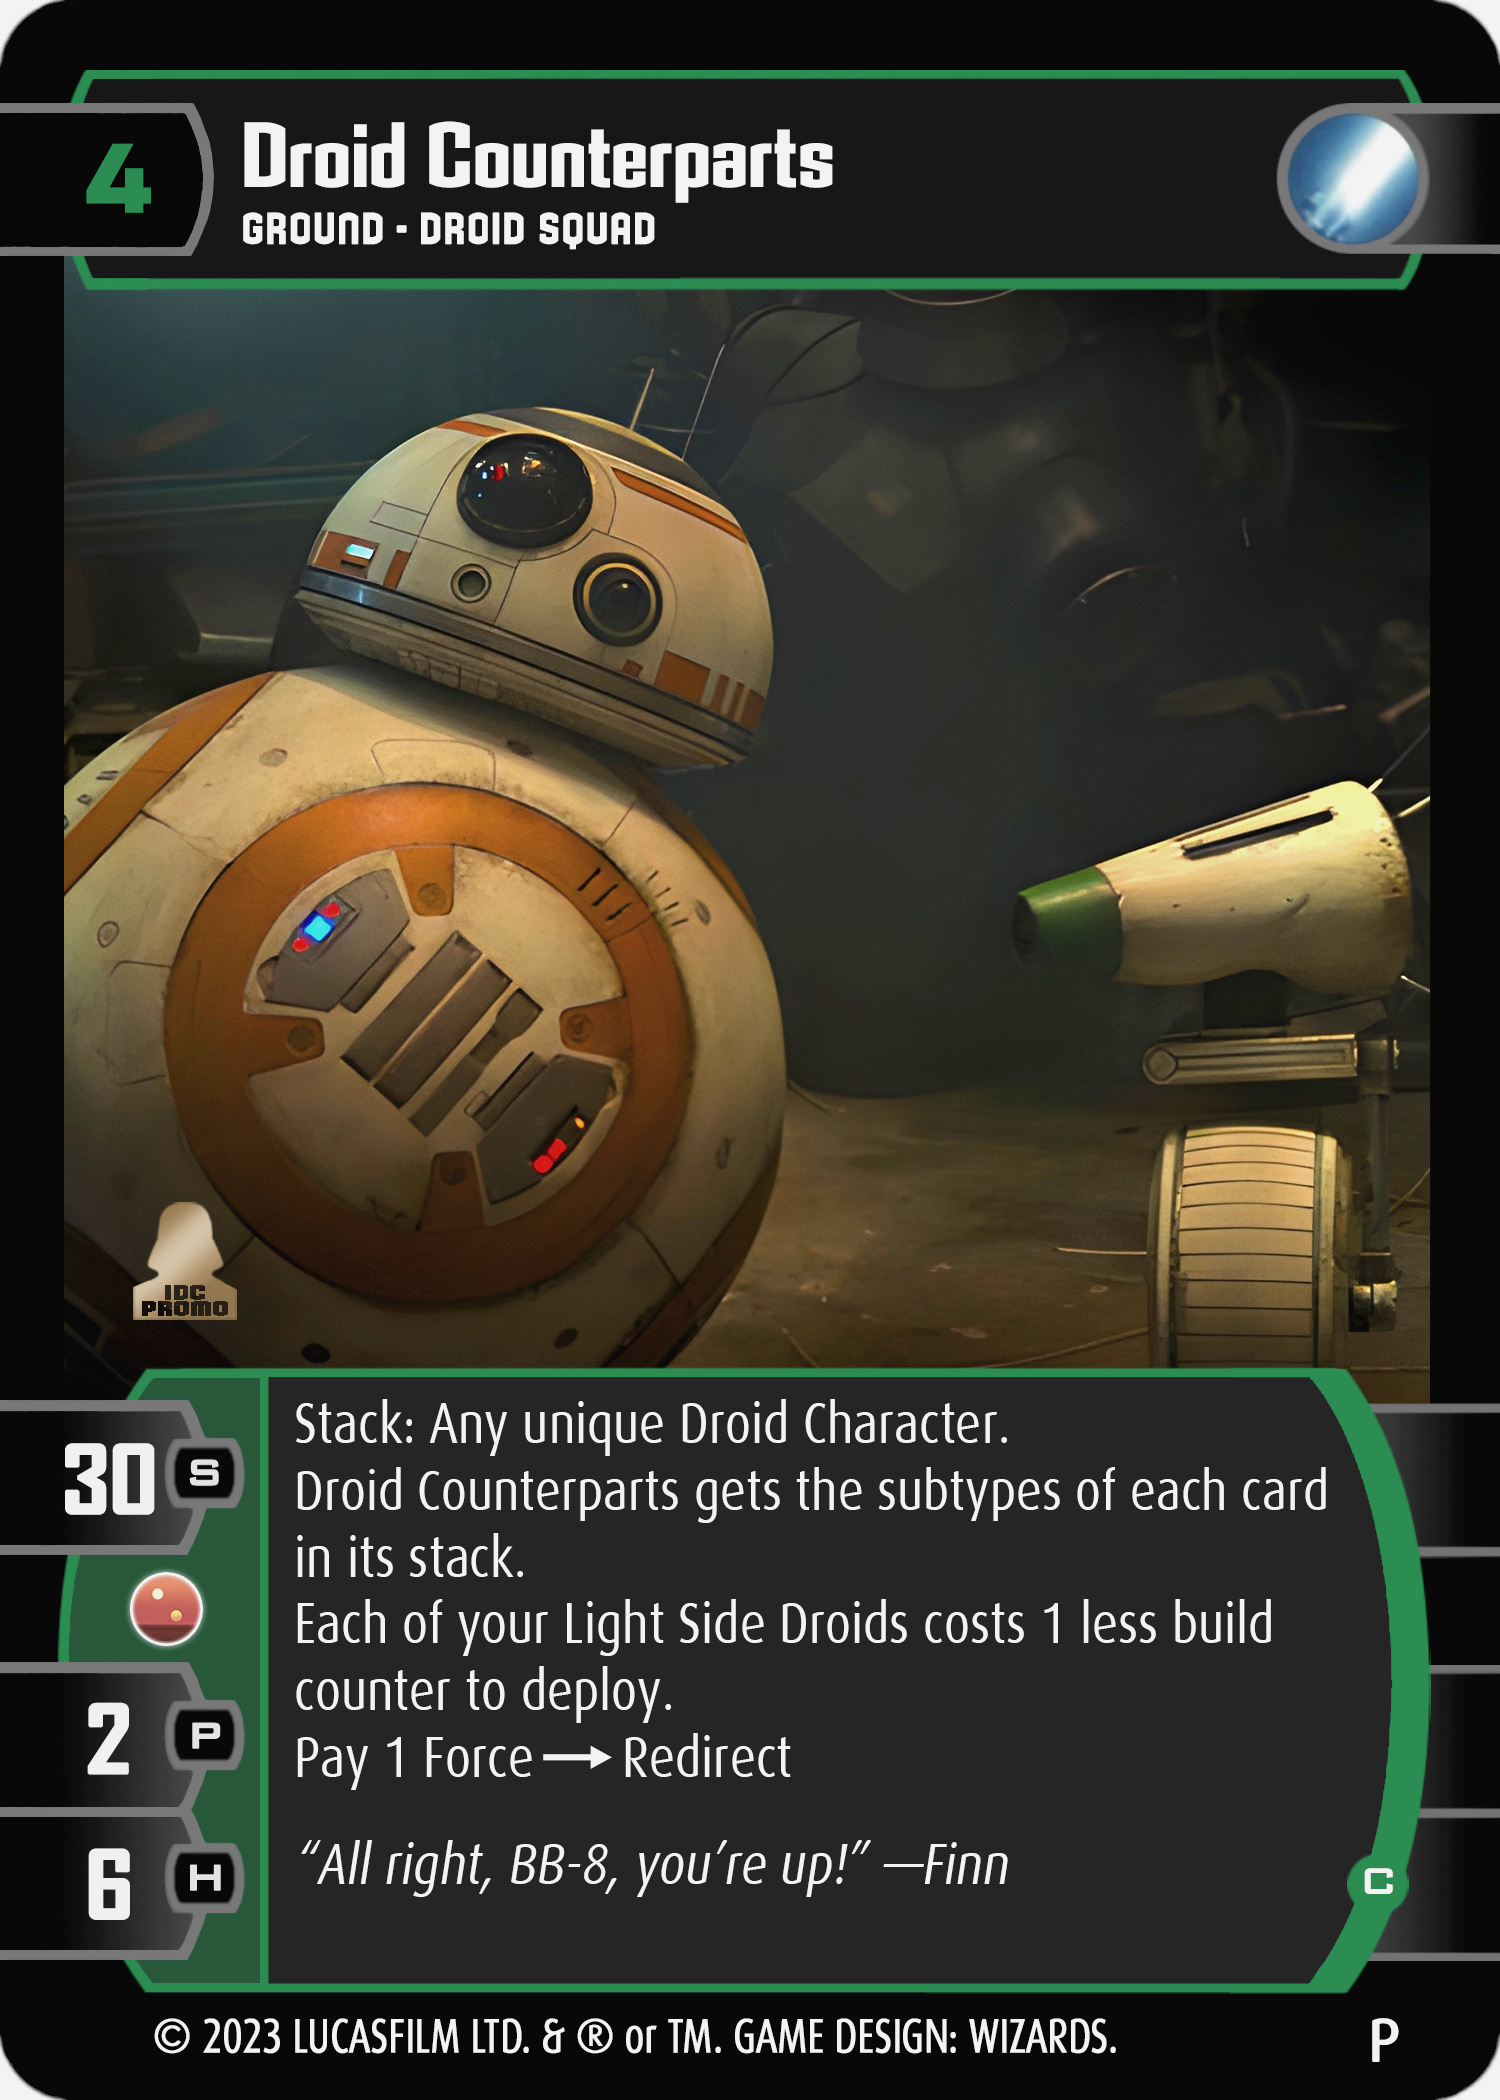 4
Droid Counterparts
GROUND - DROID SQUAD
IDC
PROMO
30 S
2 P
6 H
Stack: Any unique Droid Character.
Droid Counterparts gets the subtypes of each card
in its stack.
Each of your Light Side Droids costs 1 less build
counter to deploy.
Pay 1 Force → Redirect
“All right, BB-8, you’re up!” —Finn
C
© 2023 LUCASFILM LTD. & ® or TM. GAME DESIGN: WIZARDS.
P